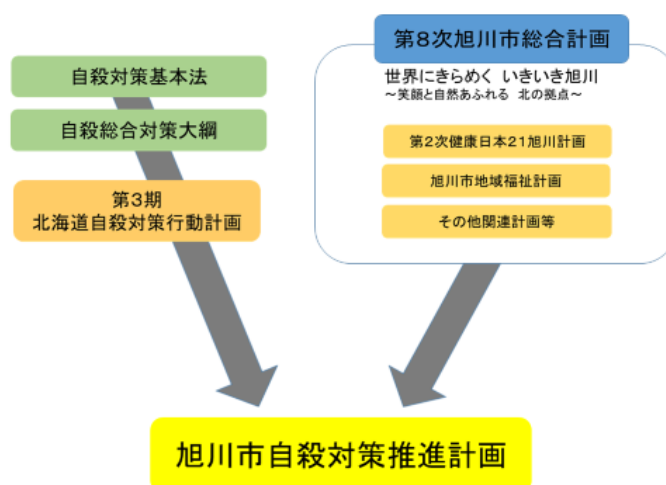 自殺対策基本法
自殺総合対策大綱
第3期
北海道自殺対策行動計画
第8次旭川市総合計画
世界にきらめく いきいき旭川
～笑顔と自然あふれる 北の拠点～
第2次健康日本21旭川計画
旭川市地域福祉計画
その他関連計画等
旭川市自殺対策推進計画